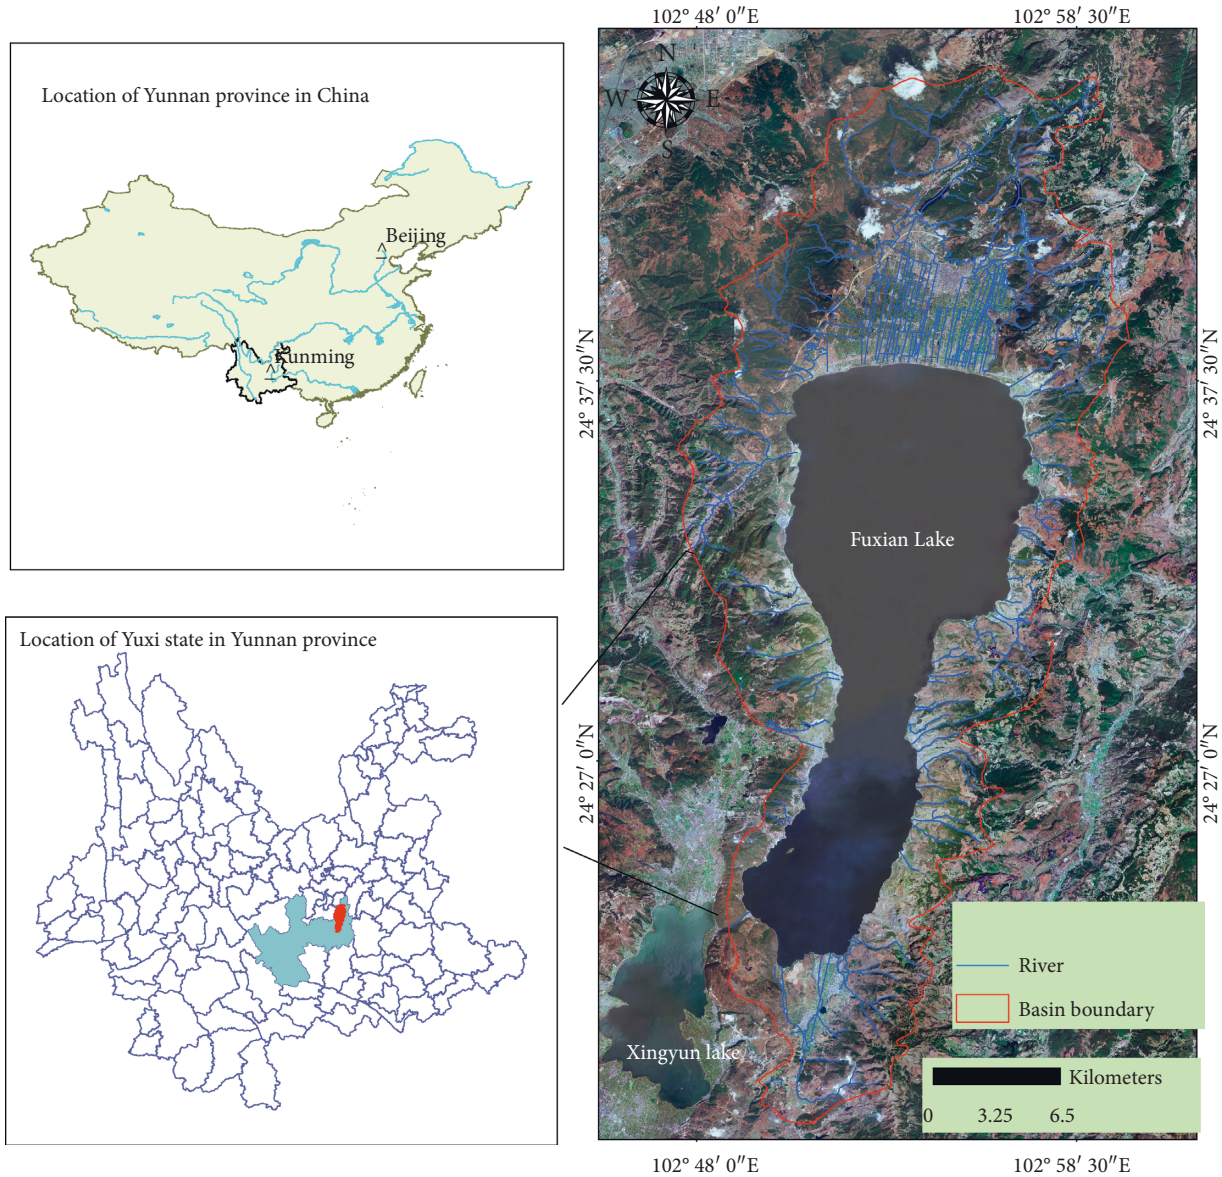 Location of Yunnan province in China
Beijing
Kunming
Location of Yuxi state in Yunnan province
102° 48′ 0″E
102° 58′ 30″E
N
W
E
S
24° 37′ 30″N
24° 37′ 30″N
Fuxian Lake
24° 27′ 0″N
24° 27′ 0″N
River
Basin boundary
Xingyun lake
Kilometers
0 3.25 6.5
102° 48′ 0″E
102° 58′ 30″E